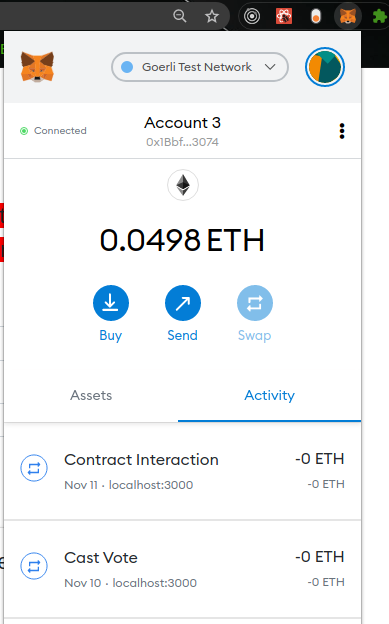 Goerli Test Network
Connected
Account 3
0x1Bbf...3074
0.0498 ETH
Buy
Send
Swap
Assets
Activity
Contract Interaction
-0 ETH
Nov 11 · localhost:3000
-0 ETH
Cast Vote
-0 ETH
Nov 10 · localhost:3000
-0 ETH